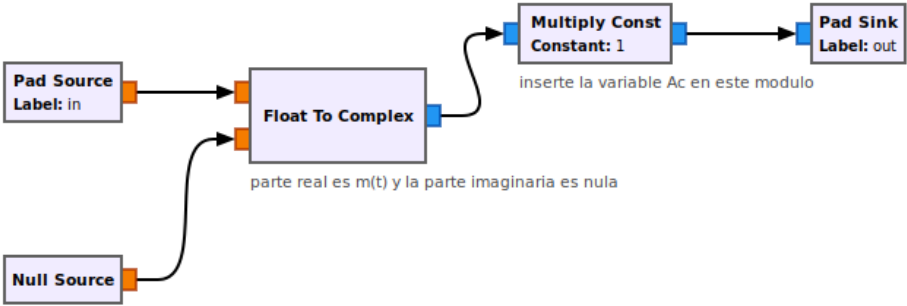 Multiply Const
Constant: 1
Pad Sink
Label: out
inserte la variable Ac en este modulo
Pad Source
Label: in
Float To Complex
parte real es m(t) y la parte imaginaria es nula
Null Source